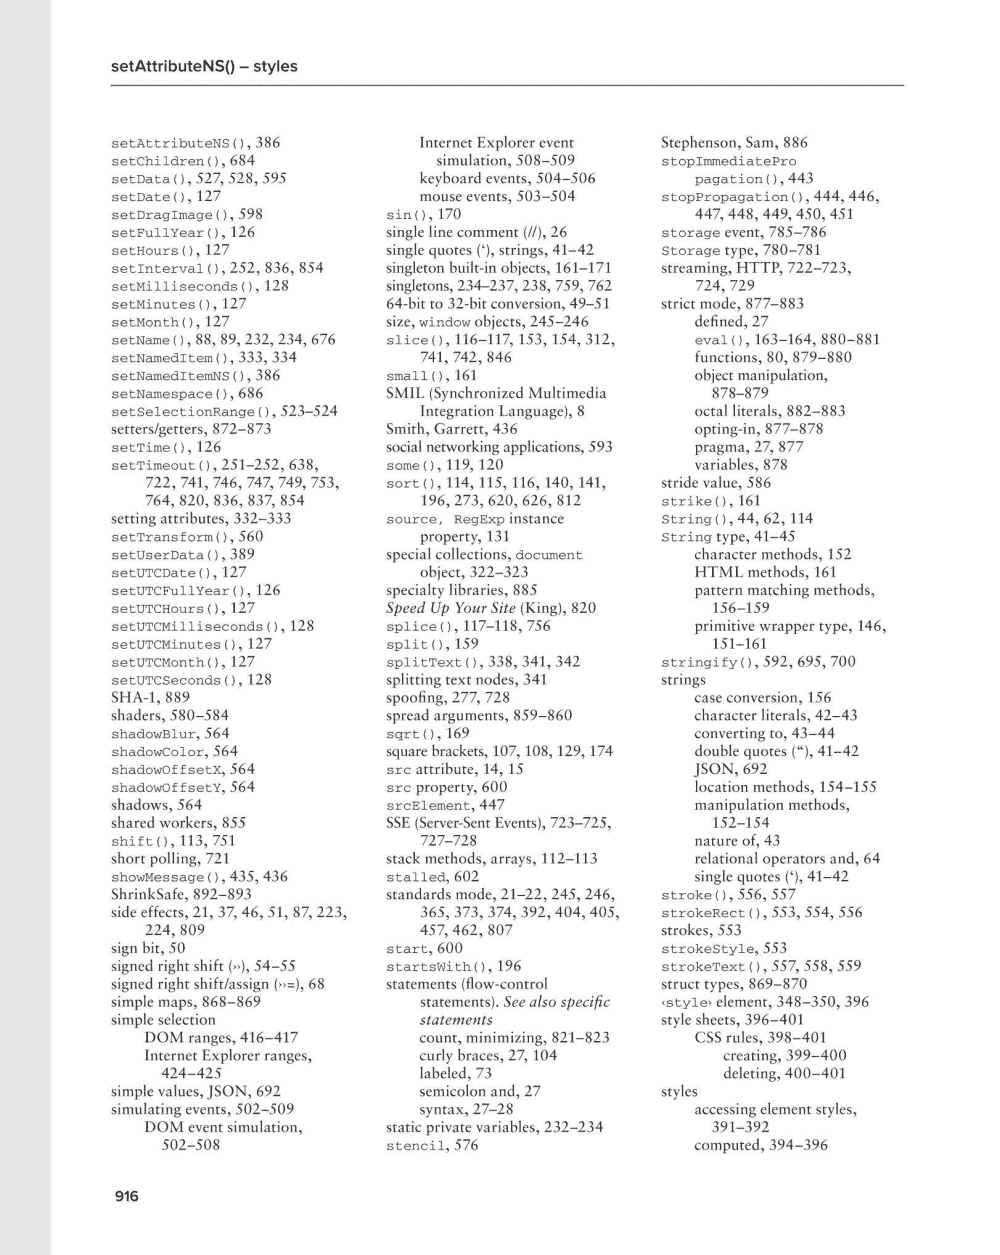 setAttributeNS() – styles
setAttributeNS(), 386
setChildren(), 684
setData(), 527, 528, 595
setDate(), 127
setDragImage(), 598
setFullYear(), 126
setHours(), 127
setInterval(), 252, 836, 854
setMilliseconds(), 128
setMinutes(), 127
setMonth(), 127
setName(), 88, 89, 232, 234, 676
setNamedItem(), 333, 334
setNamedItemNS(), 386
setNamespace(), 686
setSelectionRange(), 523–524
setters/getters, 872–873
setTime(), 126
setTimeout(), 251–252, 638,
722, 741, 746, 747, 749, 753,
764, 820, 836, 837, 854
setting attributes, 332–333
setTransform(), 560
setUserData(), 389
setUTCDate(), 127
setUTCFullYear(), 126
setUTCHours(), 127
setUTCMilliseconds(), 128
setUTCMinutes(), 127
setUTCMonth(), 127
setUTCSeconds(), 128
SHA-1, 889
shaders, 580–584
shadowBlur, 564
shadowColor, 564
shadowOffsetX, 564
shadowOffsetY, 564
shadows, 564
shared workers, 855
shift(), 113, 751
short polling, 721
showMessage(), 435, 436
ShrinkSafe, 892–893
side effects, 21, 37, 46, 51, 87, 223,
224, 809
sign bit, 50
signed right shift (››), 54–55
signed right shift/assign (››=), 68
simple maps, 868–869
simple selection
DOM ranges, 416–417
Internet Explorer ranges,
424–425
simple values, JSON, 692
simulating events, 502–509
DOM event simulation,
502–508
Internet Explorer event
simulation, 508–509
keyboard events, 504–506
mouse events, 503–504
sin(), 170
single line comment (//), 26
single quotes (‘), strings, 41–42
singleton built-in objects, 161–171
singletons, 234–237, 238, 759, 762
64-bit to 32-bit conversion, 49–51
size, window objects, 245–246
slice(), 116–117, 153, 154, 312,
741, 742, 846
small(), 161
SMIL (Synchronized Multimedia
Integration Language), 8
Smith, Garrett, 436
social networking applications, 593
some(), 119, 120
sort(), 114, 115, 116, 140, 141,
196, 273, 620, 626, 812
source, RegExp instance
property, 131
special collections, document
object, 322–323
specialty libraries, 885
Speed Up Your Site (King), 820
splice(), 117–118, 756
split(), 159
splitText(), 338, 341, 342
splitting text nodes, 341
spoofing, 277, 728
spread arguments, 859–860
sqrt(), 169
square brackets, 107, 108, 129, 174
src attribute, 14, 15
src property, 600
srcElement, 447
SSE (Server-Sent Events), 723–725,
727–728
stack methods, arrays, 112–113
stalled, 602
standards mode, 21–22, 245, 246,
365, 373, 374, 392, 404, 405,
457, 462, 807
start, 600
startsWith(), 196
statements (flow-control
statements). See also specific
statements
count, minimizing, 821–823
curly braces, 27, 104
labeled, 73
semicolon and, 27
syntax, 27–28
static private variables, 232–234
stencil, 576
Stephenson, Sam, 886
stopImmediatePro
pagation(), 443
stopPropagation(), 444, 446,
447, 448, 449, 450, 451
storage event, 785–786
Storage type, 780–781
streaming, HTTP, 722–723,
724, 729
strict mode, 877–883
defined, 27
eval(), 163–164, 880–881
functions, 80, 879–880
object manipulation,
878–879
octal literals, 882–883
opting-in, 877–878
pragma, 27, 877
variables, 878
stride value, 586
strike(), 161
String(), 44, 62, 114
String type, 41–45
character methods, 152
HTML methods, 161
pattern matching methods,
156–159
primitive wrapper type, 146,
151–161
stringify(), 592, 695, 700
strings
case conversion, 156
character literals, 42–43
converting to, 43–44
double quotes (“), 41–42
JSON, 692
location methods, 154–155
manipulation methods,
152–154
nature of, 43
relational operators and, 64
single quotes (‘), 41–42
stroke(), 556, 557
strokeRect(), 553, 554, 556
strokes, 553
strokeStyle, 553
strokeText(), 557, 558, 559
struct types, 869–870
‹style› element, 348–350, 396
style sheets, 396–401
CSS rules, 398–401
creating, 399–400
deleting, 400–401
styles
accessing element styles,
391–392
computed, 394–396
916